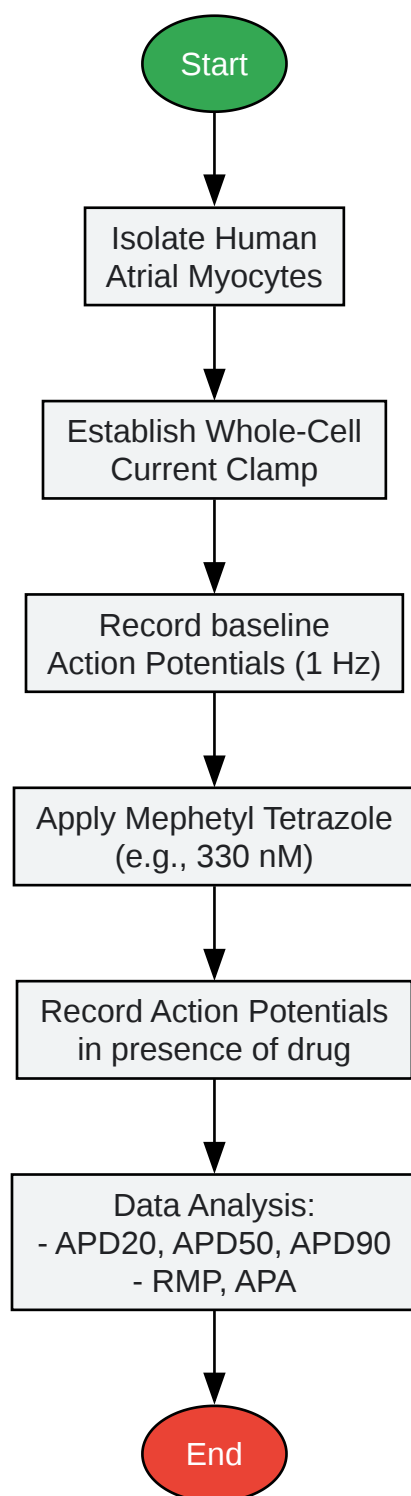 Start
Isolate Human
Atrial Myocytes
Establish Whole-Cell
Current Clamp
Record baseline
Action Potentials (1 Hz)
Apply Mephetyl Tetrazole
(e.g., 330 nM)
Record Action Potentials
in presence of drug
Data Analysis:
- APD20, APD50, APD90
- RMP, APA
End